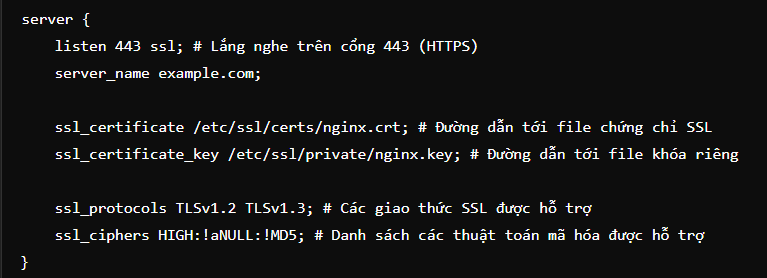 server {
    listen 443 ssl; # Lắng nghe trên cổng 443 (HTTPS)
    server_name example.com;
    ssl_certificate /etc/ssl/certs/nginx.crt; # Đường dẫn tới file chứng chỉ SSL
    ssl_certificate_key /etc/ssl/private/nginx.key; # Đường dẫn tới file khóa riêng
    ssl_protocols TLSv1.2 TLSv1.3; # Các giao thức SSL được hỗ trợ
    ssl_ciphers HIGH:!aNULL:!MD5; # Danh sách các thuật toán mã hóa được hỗ trợ
}